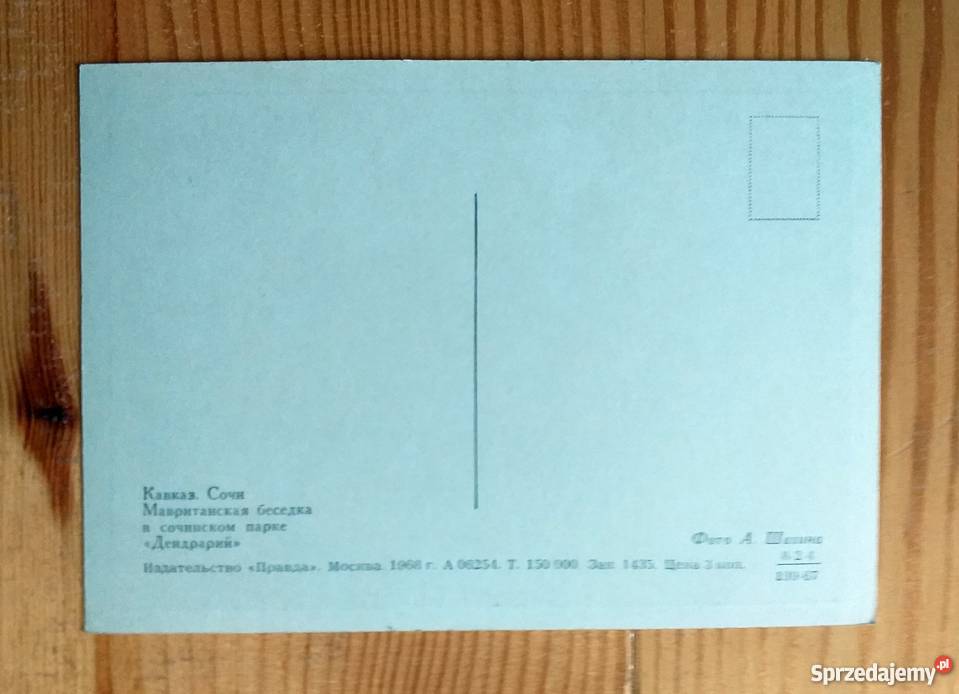 Кавказ. Сочи
Мавританская беседка
в сочинском парке
«Дендрарий»
Фото А.
Издательство «Правда». Москва. 1968 г. А 06254. Т. 150 000. Зак. 1435. Цена 3 коп.
Sprzedajemy.pl